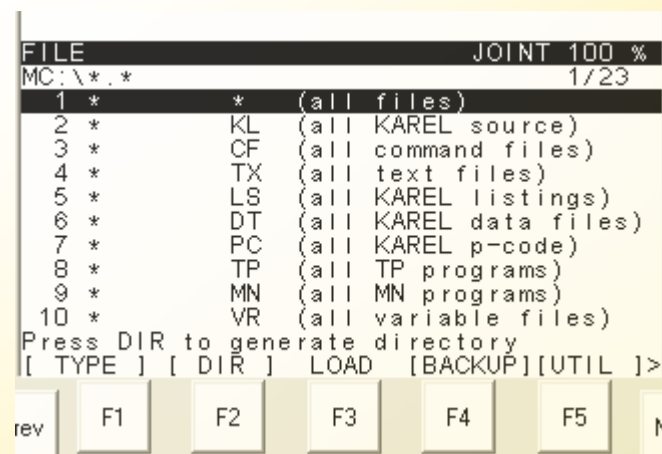 FILE JOINT 100 %
MC:\*.* 1/23
1 * * (all files)
2 * KL (all KAREL source)
3 * CF (all command files)
4 * TX (all text files)
5 * LS (all KAREL listings)
6 * DT (all KAREL data files)
7 * PC (all KAREL p-code)
8 * TP (all TP programs)
9 * MN (all MN programs)
10 * VR (all variable files)
Press DIR to generate directory
[ TYPE ] [ DIR ] LOAD [BACKUP][UTIL ]>
rev F1 F2 F3 F4 F5